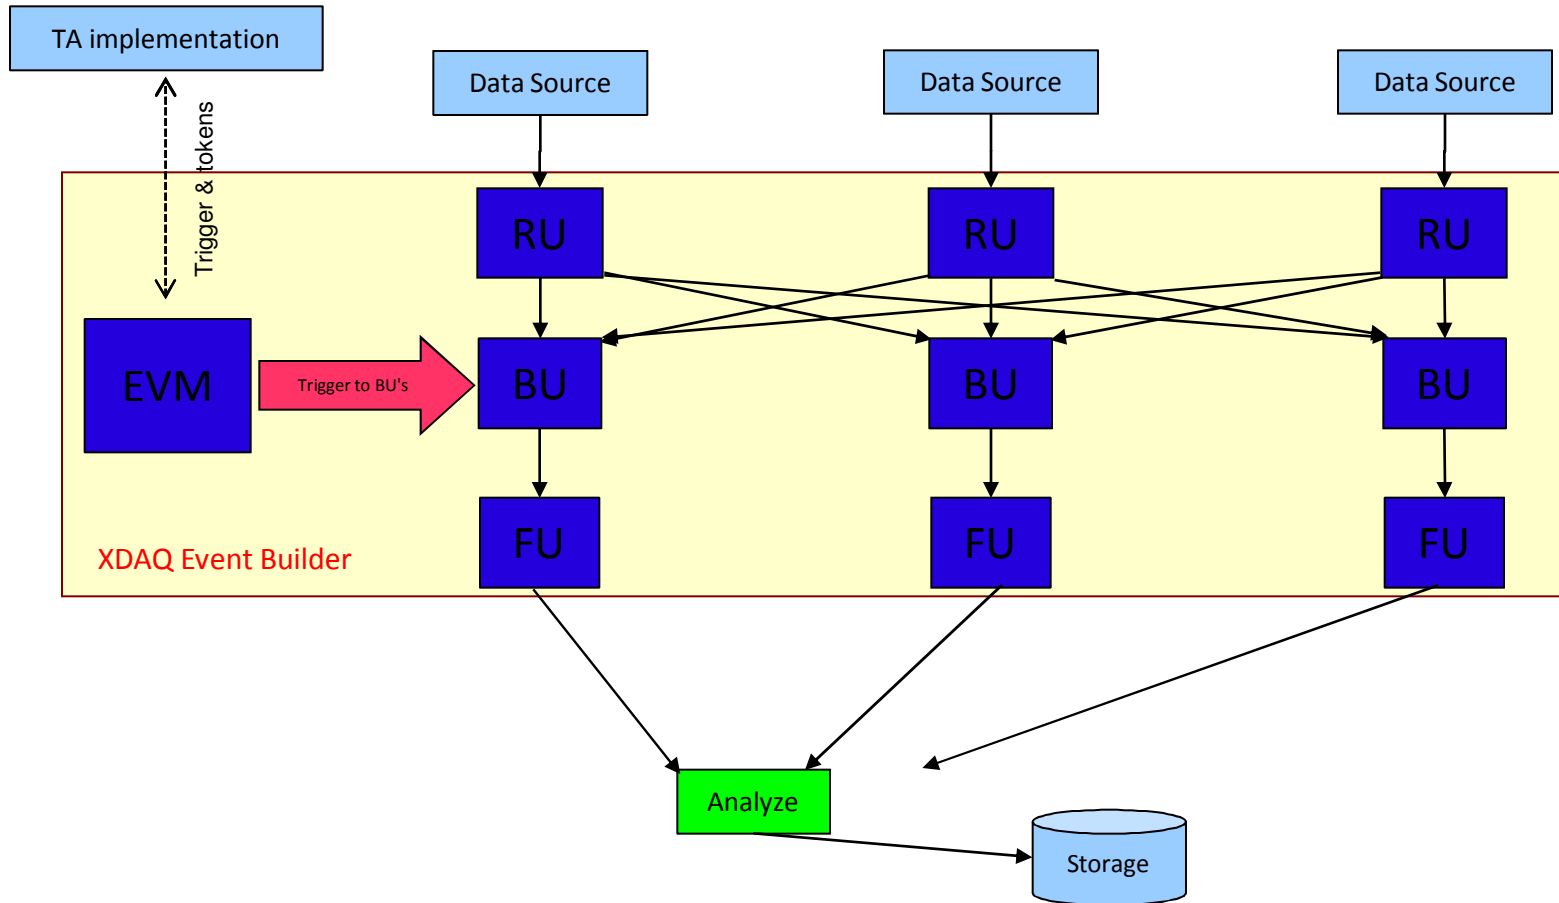 TA implementation
Data Source
Data Source
Data Source
Trigger & tokens
RU
RU
RU
EVM
Trigger to BU's
BU
BU
BU
XDAQ Event Builder
FU
FU
FU
Analyze
Storage